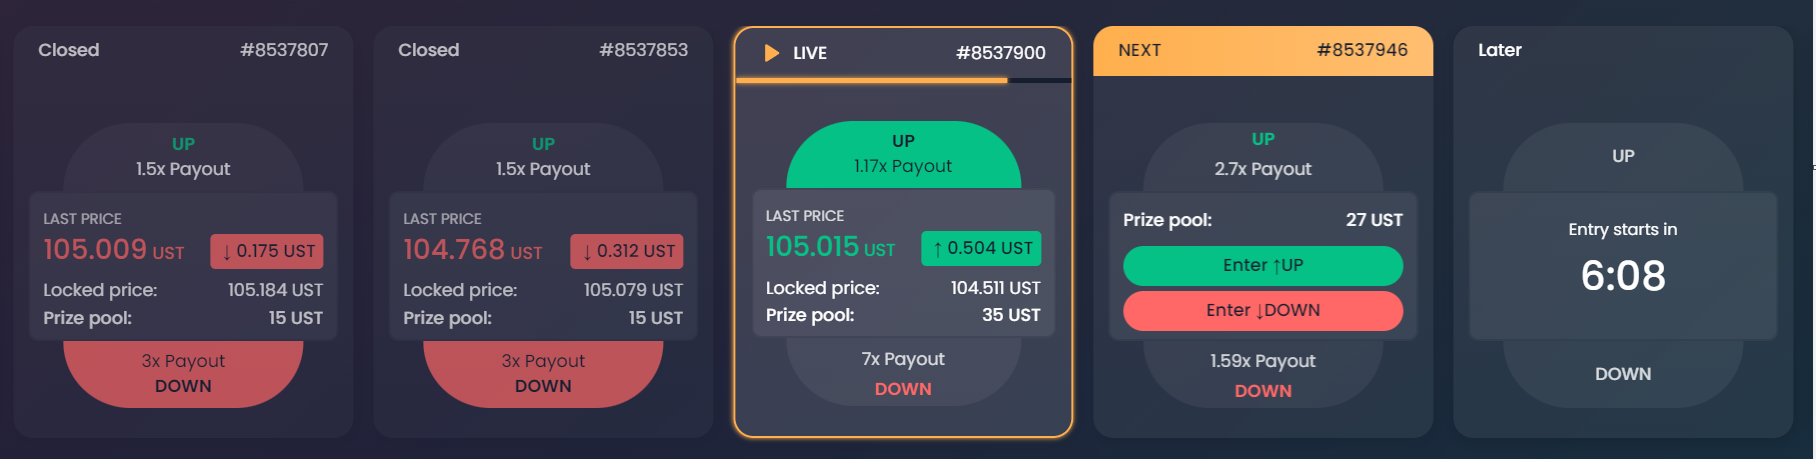 Closed #8537807
UP
1.5x Payout
LAST PRICE
105.009 UST ↓ 0.175 UST
Locked price: 105.184 UST
Prize pool: 15 UST
3x Payout
DOWN
Closed #8537853
UP
1.5x Payout
LAST PRICE
104.768 UST ↓ 0.312 UST
Locked price: 105.079 UST
Prize pool: 15 UST
3x Payout
DOWN
LIVE #8537900
UP
1.17x Payout
LAST PRICE
105.015 UST ↑ 0.504 UST
Locked price: 104.511 UST
Prize pool: 35 UST
7x Payout
DOWN
NEXT #8537946
UP
2.7x Payout
Prize pool: 27 UST
Enter ↑UP
Enter ↓DOWN
1.59x Payout
DOWN
Later
UP
Entry starts in
6:08
DOWN